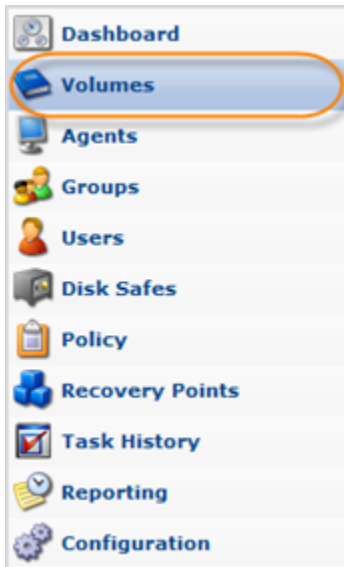 Dashboard
Volumes
Agents
Groups
Users
Disk Safes
Policy
Recovery Points
Task History
Reporting
Configuration